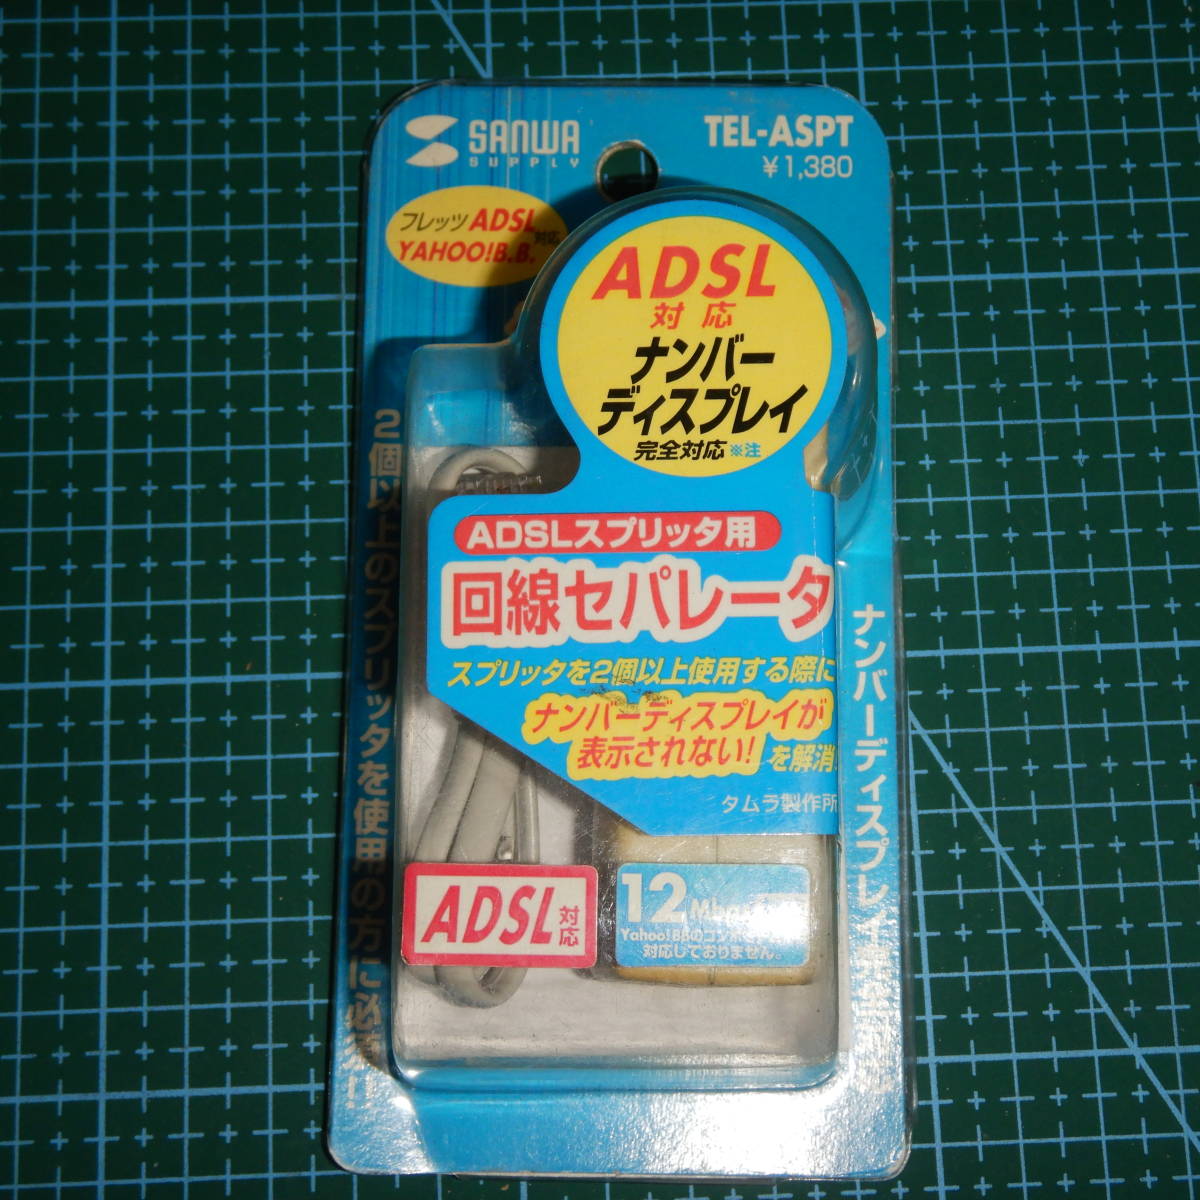 SANWA
SUPPLY
TEL-ASPT
¥1,380
フレッツADSL
YAHOO!B.B.対応
ADSL
対応
ナンバー
ディスプレイ
完全対応※注
ADSLスプリッタ用
回線セパレータ
スプリッタを2個以上使用する際に
ナンバーディスプレイが
表示されない!を解消
タムラ製作所
ADSL対応
12
Yahoo!BBの
対応しておりません。
2個以上のスプリッタを使用の方に必
ナンバーディスプレイ